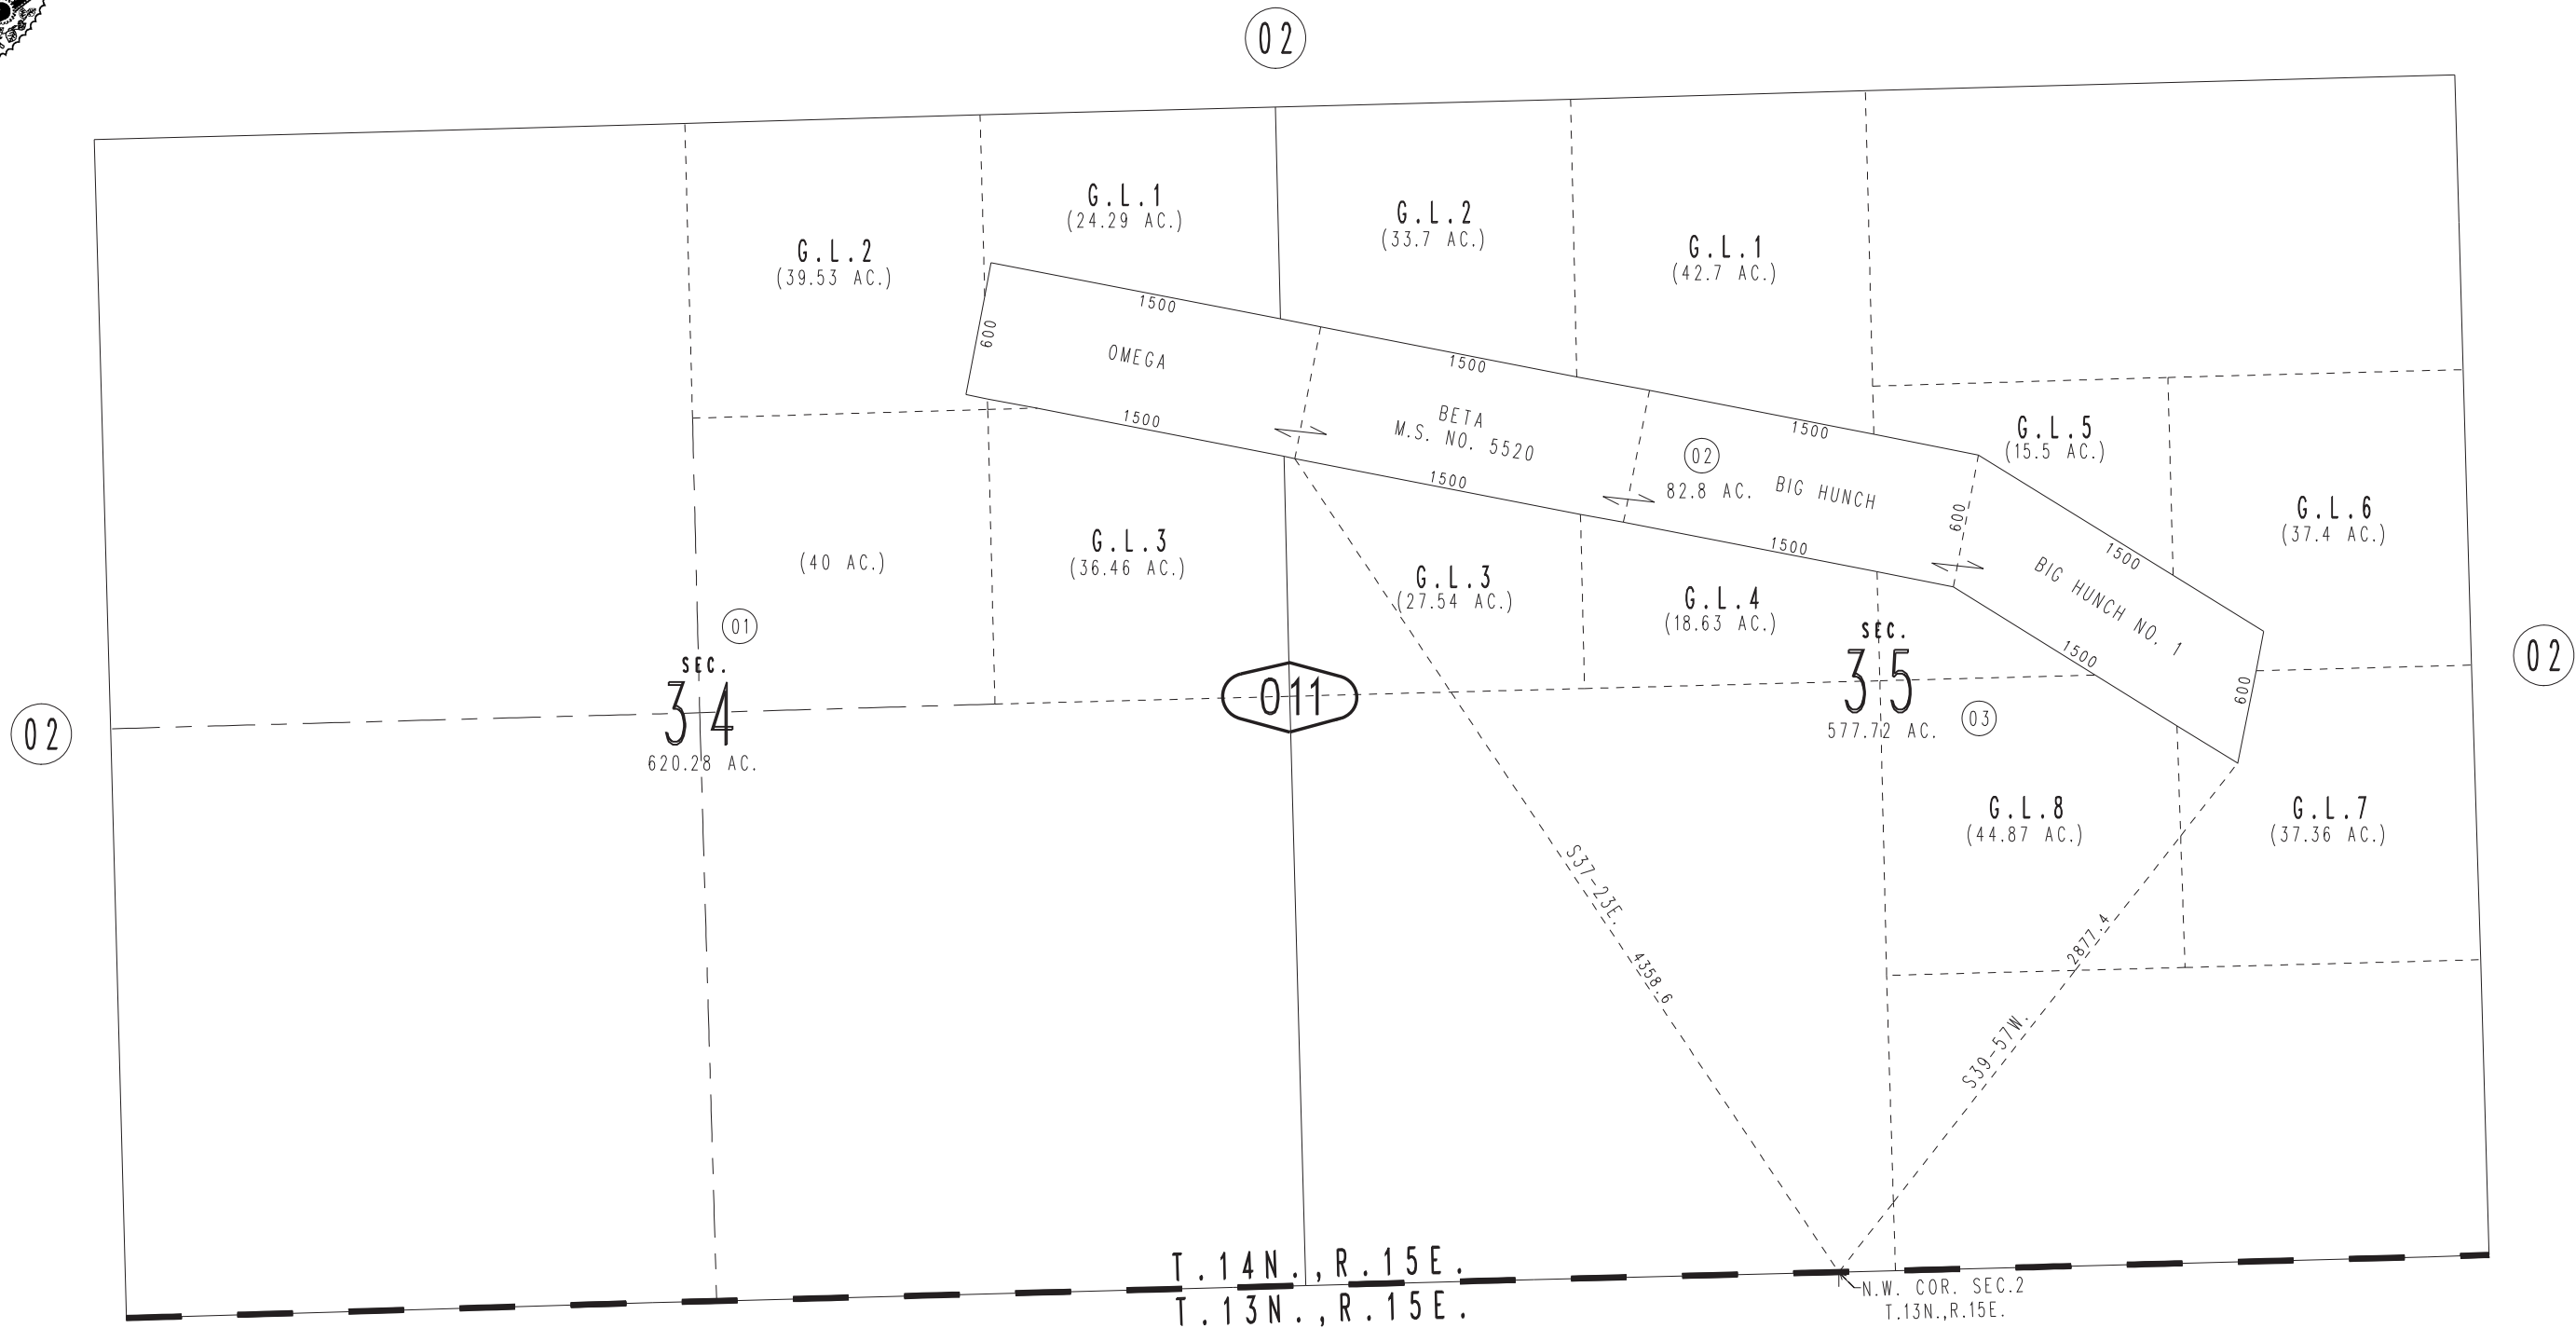 02
G.L.1
(24.29 AC.)
G.L.2
(33.7 AC.)
G.L.2
(39.53 AC.)
G.L.1
(42.7 AC.)
1500
600
OMEGA
1500
1500
BETA
M.S. NO. 5520
1500
1500
02
82.8 AC.
BIG HUNCH
1500
600
G.L.5
(15.5 AC.)
G.L.6
(37.4 AC.)
1500
BIG HUNCH NO. 1
1500
600
(40 AC.)
G.L.3
(36.46 AC.)
G.L.3
(27.54 AC.)
G.L.4
(18.63 AC.)
01
SEC.
34
620.28 AC.
011
SEC.
35
577.72 AC.
03
02
02
G.L.8
(44.87 AC.)
G.L.7
(37.36 AC.)
S37-23E.
4358.6
2877.4
S39-57W.
T.14N.,R.15E.
T.13N.,R.15E.
N.W. COR. SEC.2
T.13N.,R.15E.